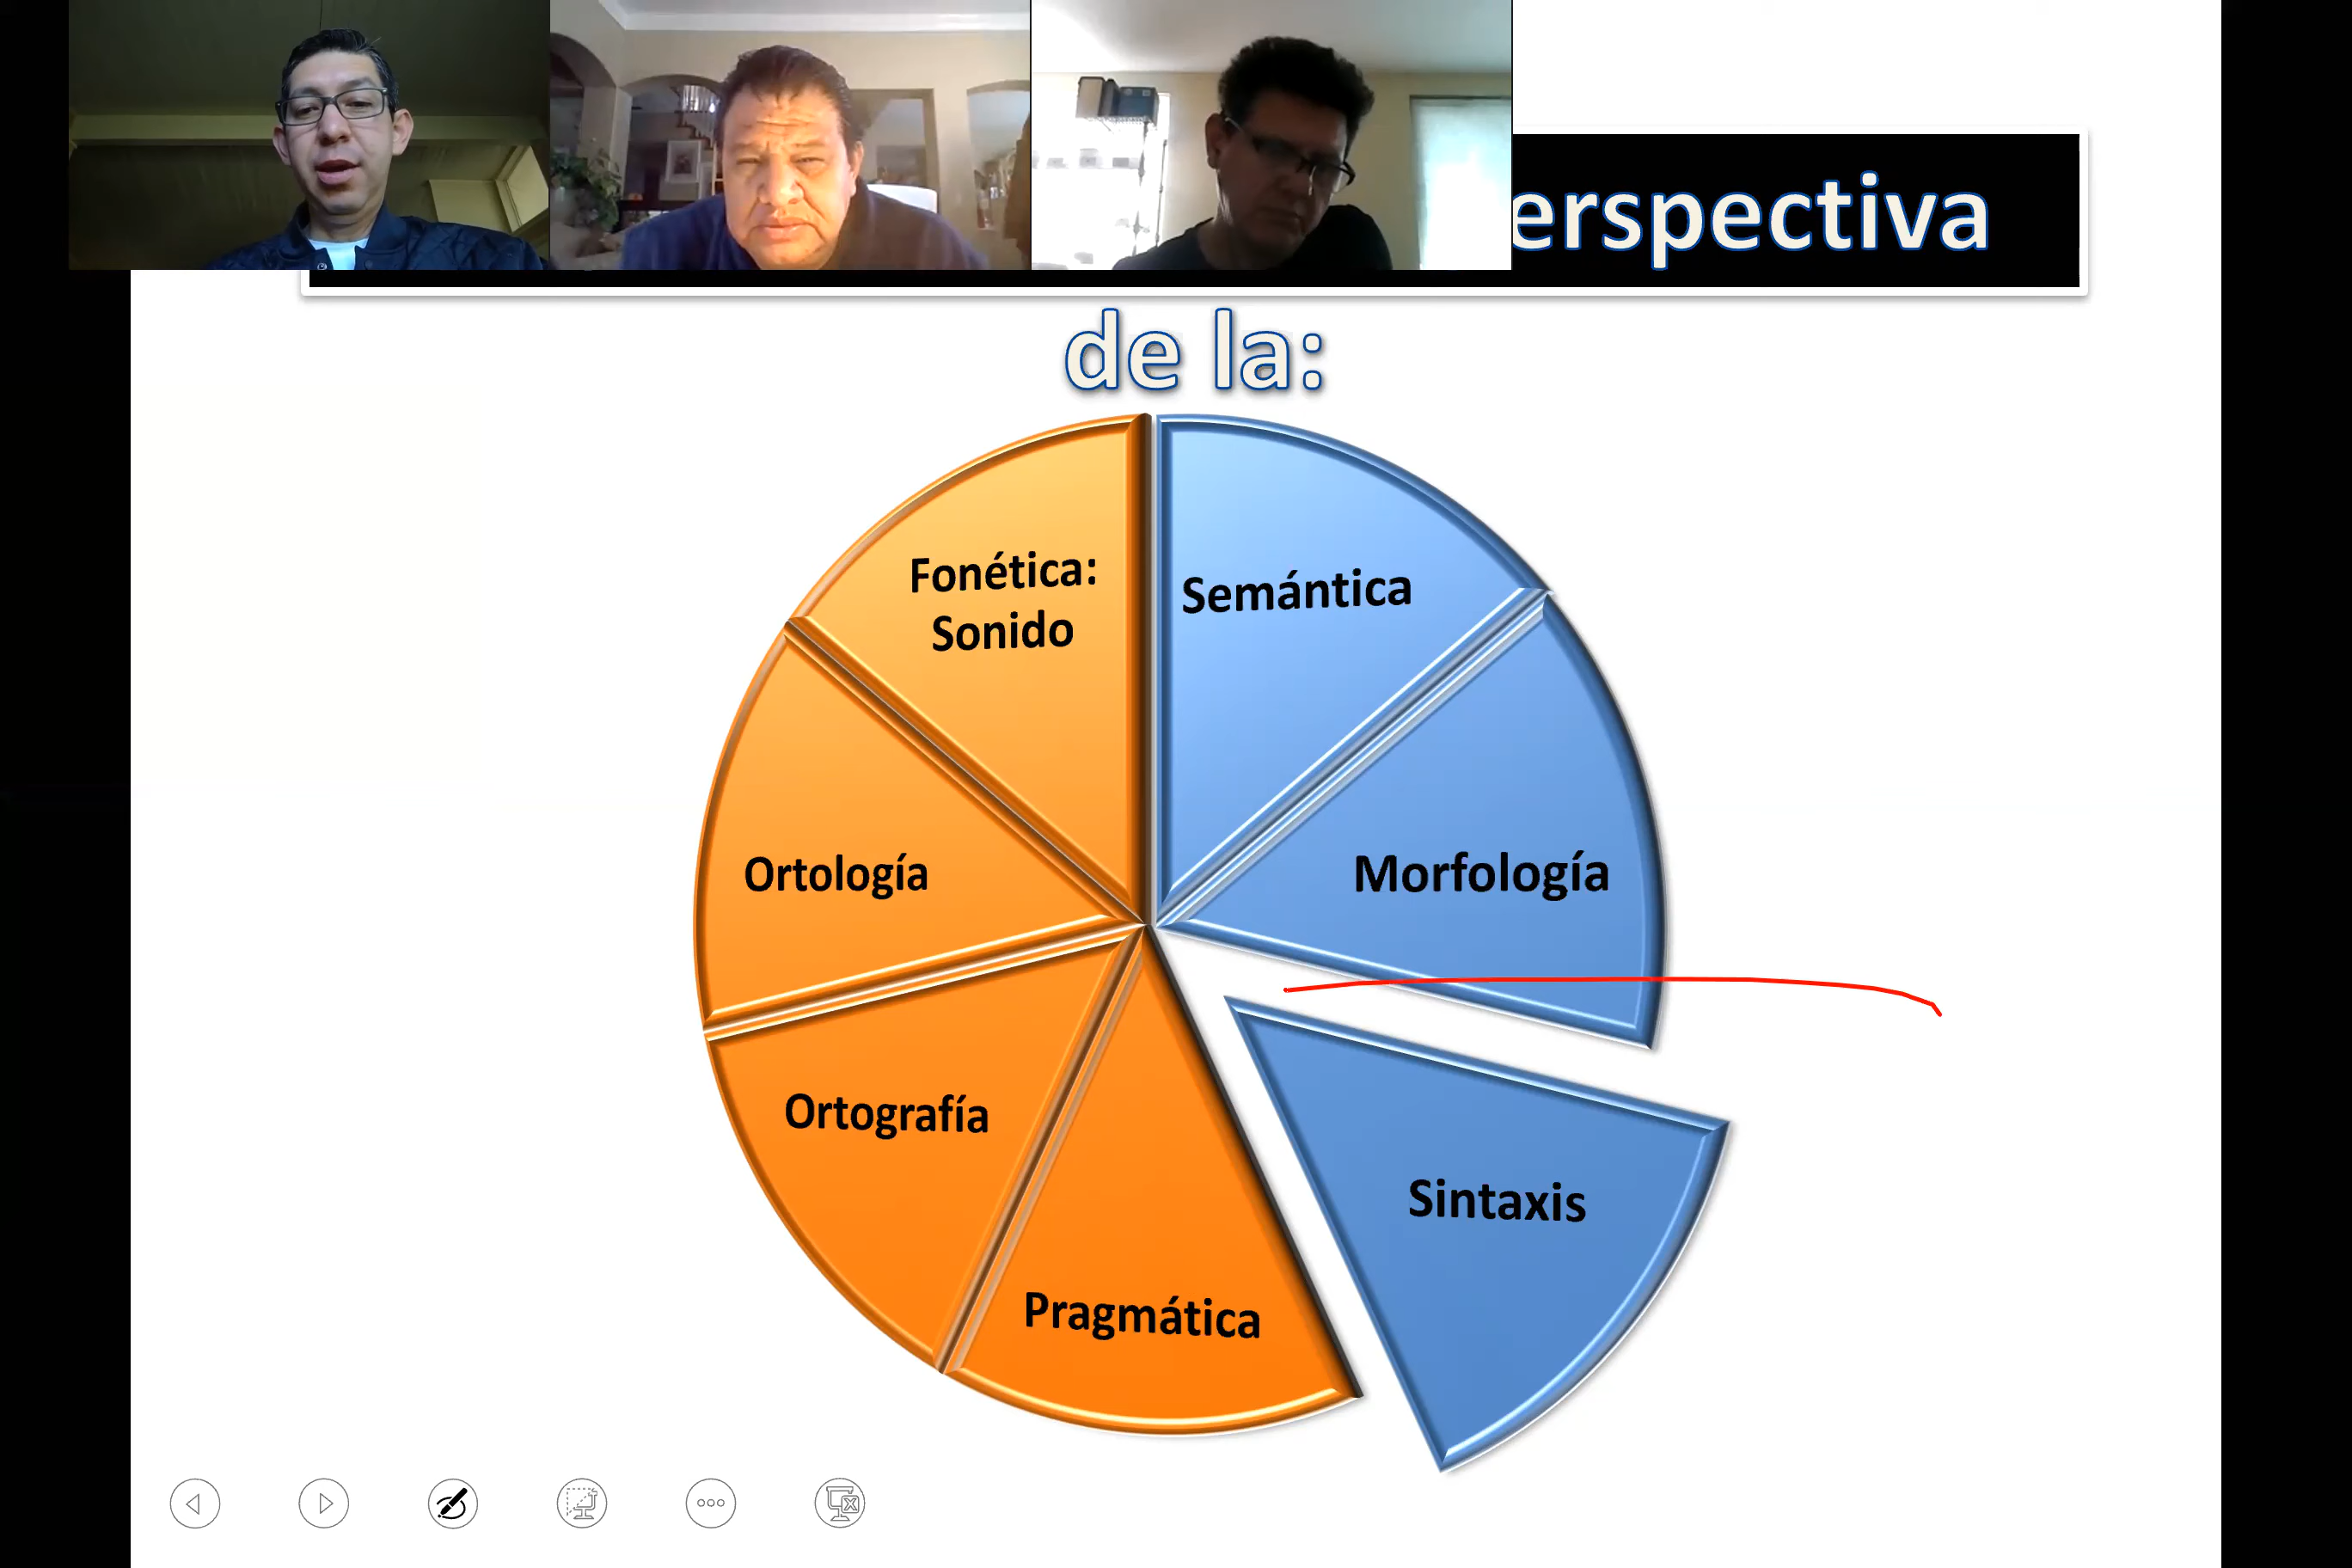 erspectiva
de la:
Fonética:
Sonido
Semántica
Ortología
Morfología
Ortografía
Sintaxis
Pragmática